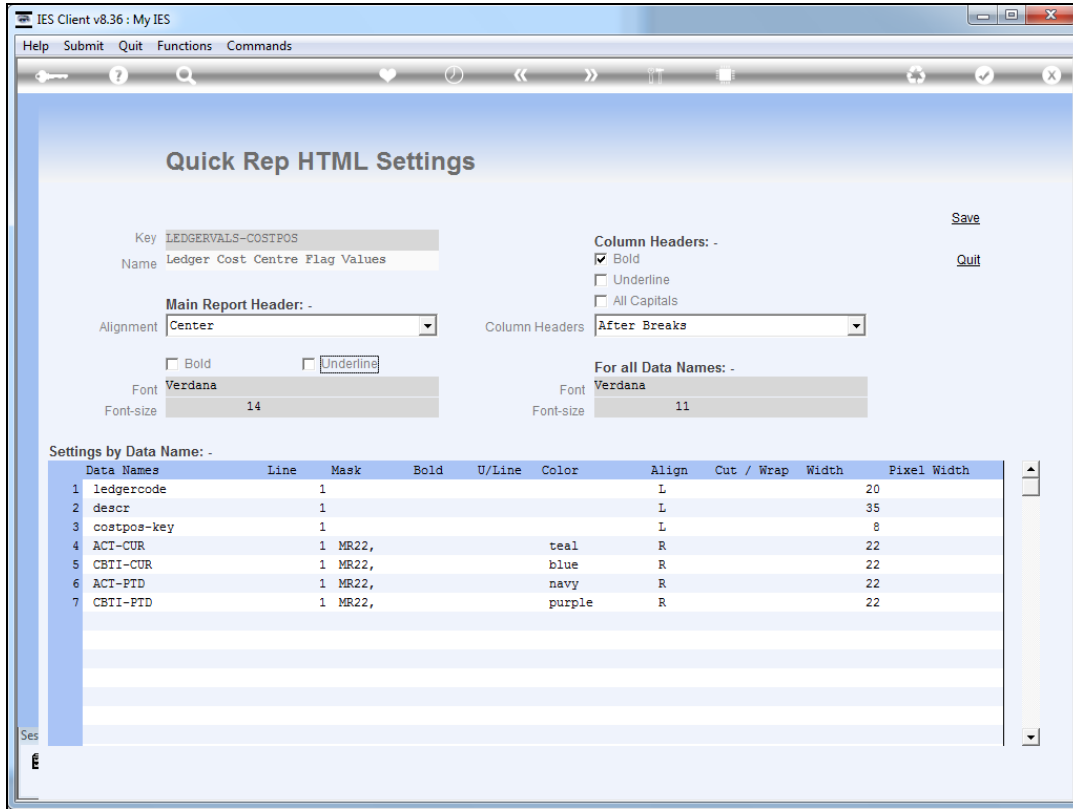 IES Client v8.36 : My IES
Help Submit Quit Functions Commands
Quick Rep HTML Settings
Save
Key LEDGERVALS-COSTPOS
Column Headers: -
Name Ledger Cost Centre Flag Values
Bold
Quit
Underline
Main Report Header: -
All Capitals
Alignment Center
Column Headers After Breaks
Bold Underline
For all Data Names: -
Font Verdana
Font Verdana
Font-size 14
Font-size 11
Settings by Data Name: -
Data Names Line Mask Bold U/Line Color Align Cut / Wrap Width Pixel Width
1 ledgercode 1 L 20
2 descr 1 L 35
3 costpos-key 1 L 8
4 ACT-CUR 1 MR22, teal R 22
5 CBTI-CUR 1 MR22, blue R 22
6 ACT-PTD 1 MR22, navy R 22
7 CBTI-PTD 1 MR22, purple R 22
Ses